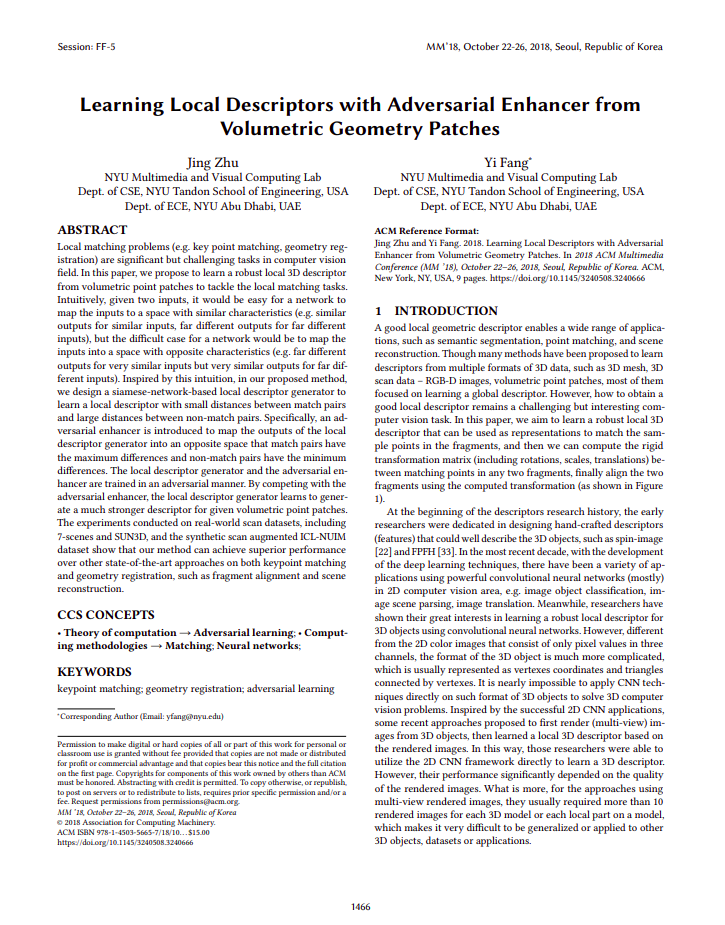 Session: FF-5
MM'18, October 22-26, 2018, Seoul, Republic of Korea
Learning Local Descriptors with Adversarial Enhancer from
Volumetric Geometry Patches
Jing Zhu
NYU Multimedia and Visual Computing Lab
Dept. of CSE, NYU Tandon School of Engineering, USA
Dept. of ECE, NYU Abu Dhabi, UAE
Yi Fang*
NYU Multimedia and Visual Computing Lab
Dept. of CSE, NYU Tandon School of Engineering, USA
Dept. of ECE, NYU Abu Dhabi, UAE
ABSTRACT
Local matching problems (e.g. key point matching, geometry reg-
istration) are significant but challenging tasks in computer vision
field. In this paper, we propose to learn a robust local 3D descriptor
from volumetric point patches to tackle the local matching tasks.
Intuitively, given two inputs, it would be easy for a network to
map the inputs to a space with similar characteristics (e.g. similar
outputs for similar inputs, far different outputs for far different
inputs), but the difficult case for a network would be to map the
inputs into a space with opposite characteristics (e.g. far different
outputs for very similar inputs but very similar outputs for far dif-
ferent inputs). Inspired by this intuition, in our proposed method,
we design a siamese-network-based local descriptor generator to
learn a local descriptor with small distances between match pairs
and large distances between non-match pairs. Specifically, an ad-
versarial enhancer is introduced to map the outputs of the local
descriptor generator into an opposite space that match pairs have
the maximum differences and non-match pairs have the minimum
differences. The local descriptor generator and the adversarial en-
hancer are trained in an adversarial manner. By competing with the
adversarial enhancer, the local descriptor generator learns to gener-
ate a much stronger descriptor for given volumetric point patches.
The experiments conducted on real-world scan datasets, including
7-scenes and SUN3D, and the synthetic scan augmented ICL-NUIM
dataset show that our method can achieve superior performance
over other state-of-the-art approaches on both keypoint matching
and geometry registration, such as fragment alignment and scene
reconstruction.
CCS CONCEPTS
• Theory of computation → Adversarial learning; • Comput-
ing methodologies → Matching; Neural networks;
KEYWORDS
keypoint matching; geometry registration; adversarial learning
*Corresponding Author (Email: yfang@nyu.edu)
Permission to make digital or hard copies of all or part of this work for personal or
classroom use is granted without fee provided that copies are not made or distributed
for profit or commercial advantage and that copies bear this notice and the full citation
on the first page. Copyrights for components of this work owned by others than ACM
must be honored. Abstracting with credit is permitted. To copy otherwise, or republish,
to post on servers or to redistribute to lists, requires prior specific permission and/or a
fee. Request permissions from permissions@acm.org.
MM '18, October 22–26, 2018, Seoul, Republic of Korea
© 2018 Association for Computing Machinery.
ACM ISBN 978-1-4503-5665-7/18/10...$15.00
https://doi.org/10.1145/3240508.3240666
ACM Reference Format:
Jing Zhu and Yi Fang. 2018. Learning Local Descriptors with Adversarial
Enhancer from Volumetric Geometry Patches. In 2018 ACM Multimedia
Conference (MM '18), October 22–26, 2018, Seoul, Republic of Korea. ACM,
New York, NY, USA, 9 pages. https://doi.org/10.1145/3240508.3240666
1 INTRODUCTION
A good local geometric descriptor enables a wide range of applica-
tions, such as semantic segmentation, point matching, and scene
reconstruction. Though many methods have been proposed to learn
descriptors from multiple formats of 3D data, such as 3D mesh, 3D
scan data – RGB-D images, volumetric point patches, most of them
focused on learning a global descriptor. However, how to obtain a
good local descriptor remains a challenging but interesting com-
puter vision task. In this paper, we aim to learn a robust local 3D
descriptor that can be used as representations to match the sam-
ple points in the fragments, and then we can compute the rigid
transformation matrix (including rotations, scales, translations) be-
tween matching points in any two fragments, finally align the two
fragments using the computed transformation (as shown in Figure
1).
At the beginning of the descriptors research history, the early
researchers were dedicated in designing hand-crafted descriptors
(features) that could well describe the 3D objects, such as spin-image
[22] and FPFH [33]. In the most recent decade, with the development
of the deep learning techniques, there have been a variety of ap-
plications using powerful convolutional neural networks (mostly)
in 2D computer vision area, e.g. image object classification, im-
age scene parsing, image translation. Meanwhile, researchers have
shown their great interests in learning a robust local descriptor for
3D objects using convolutional neural networks. However, different
from the 2D color images that consist of only pixel values in three
channels, the format of the 3D object is much more complicated,
which is usually represented as vertexes coordinates and triangles
connected by vertexes. It is nearly impossible to apply CNN tech-
niques directly on such format of 3D objects to solve 3D computer
vision problems. Inspired by the successful 2D CNN applications,
some recent approaches proposed to first render (multi-view) im-
ages from 3D objects, then learned a local 3D descriptor based on
the rendered images. In this way, those researchers were able to
utilize the 2D CNN framework directly to learn a 3D descriptor.
However, their performance significantly depended on the quality
of the rendered images. What is more, for the approaches using
multi-view rendered images, they usually required more than 10
rendered images for each 3D model or each local part on a model,
which makes it very difficult to be generalized or applied to other
3D objects, datasets or applications.
1466